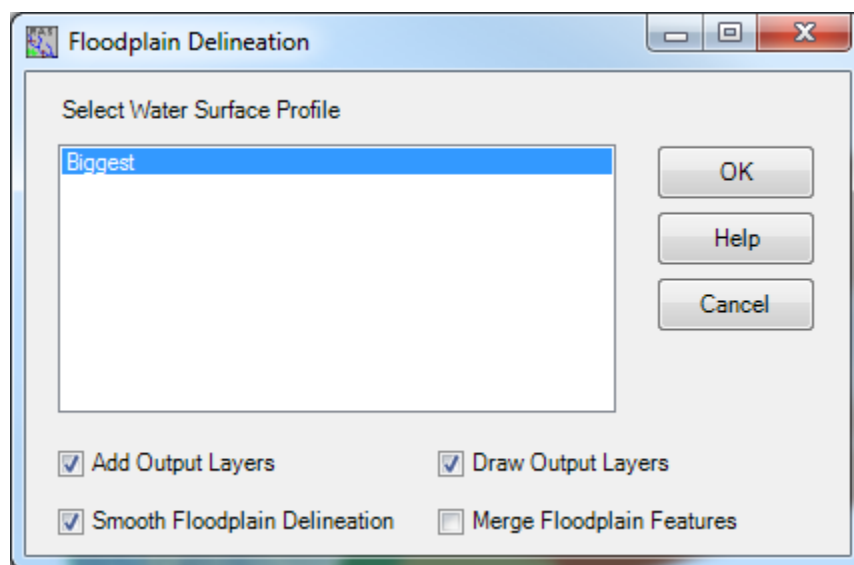 Floodplain Delineation
Select Water Surface Profile
Biggest
OK
Help
Cancel
Add Output Layers
Draw Output Layers
Smooth Floodplain Delineation
Merge Floodplain Features